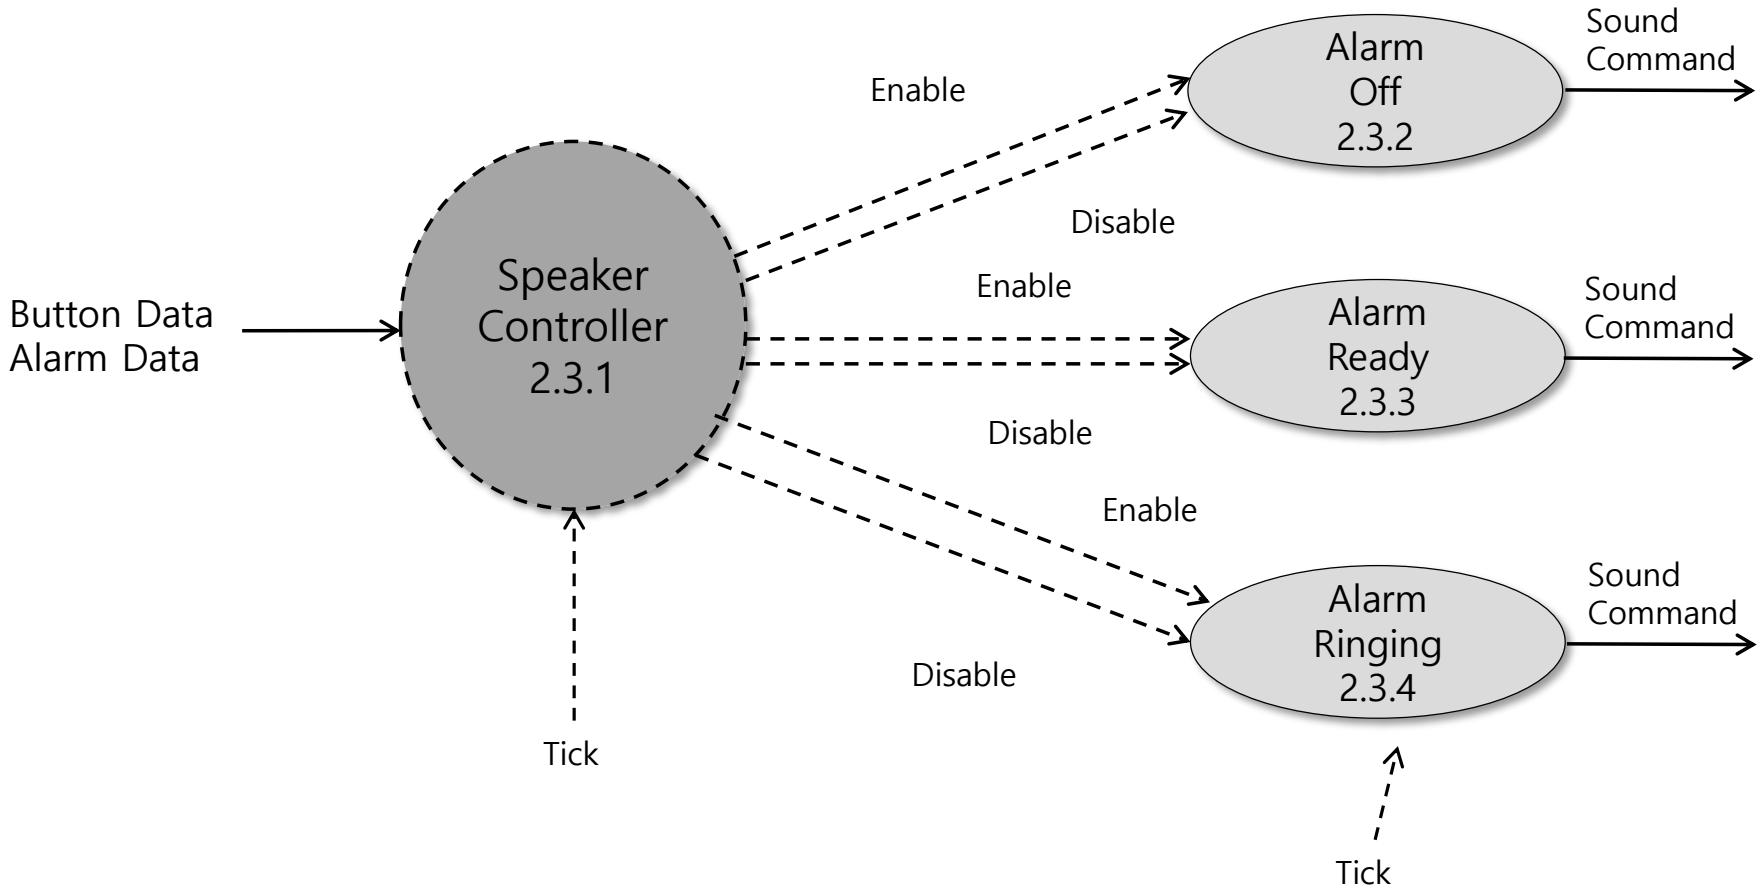 Sound
Command
Alarm
Off
2.3.2
Enable
Disable
Speaker
Controller
2.3.1
Button Data
Alarm Data
Enable
Sound
Command
Alarm
Ready
2.3.3
Disable
Enable
Sound
Command
Alarm
Ringing
2.3.4
Disable
Tick
Tick